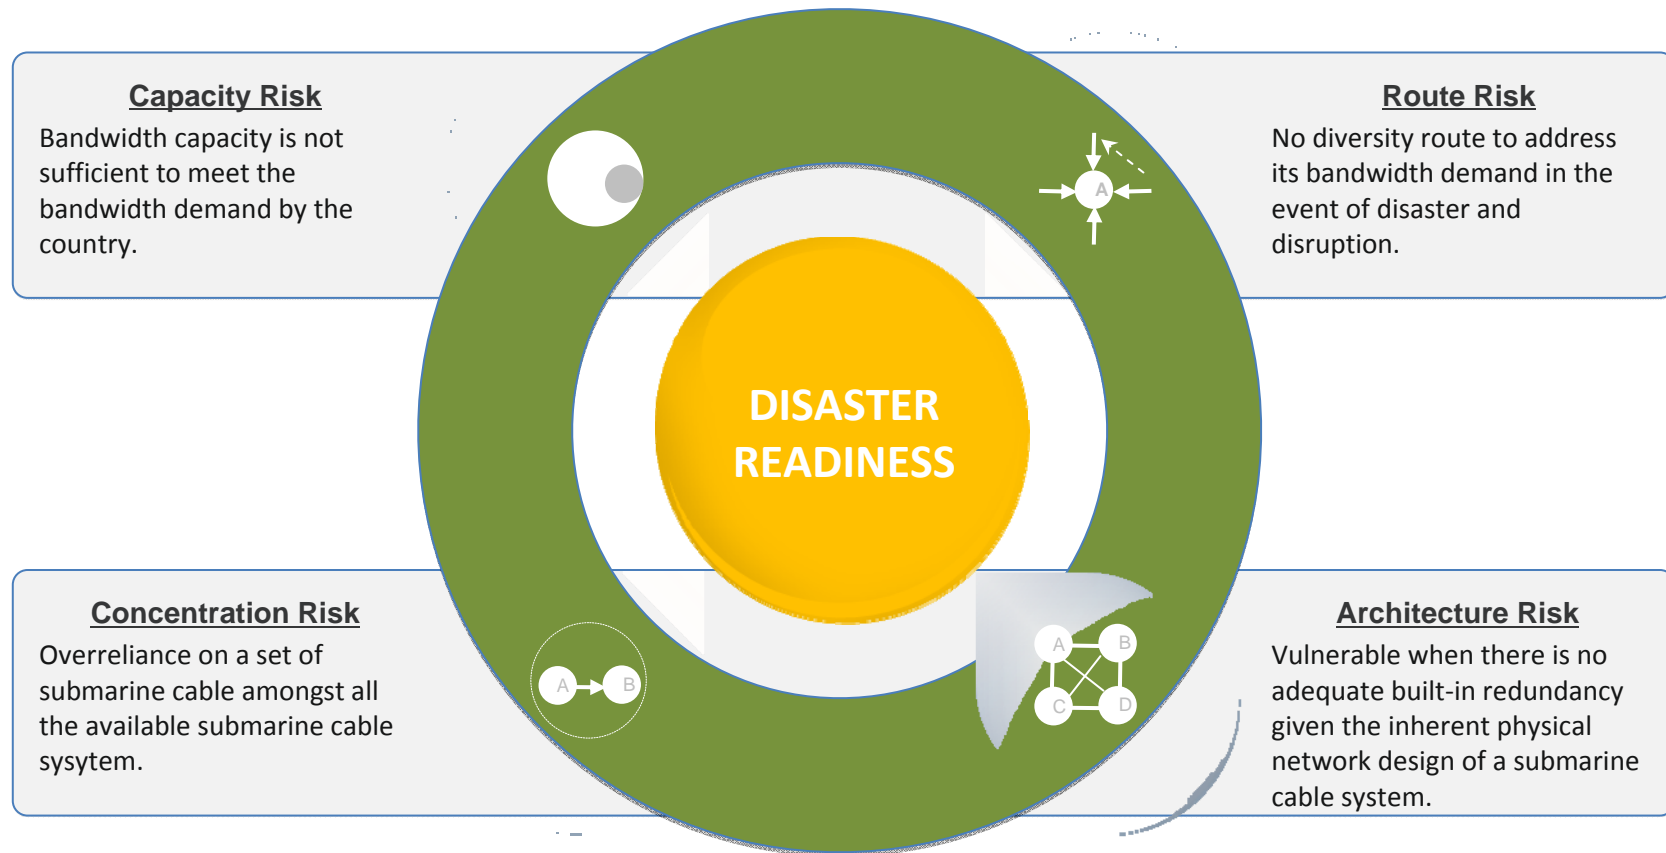 Capacity Risk
Bandwidth capacity is not
sufficient to meet the
bandwidth demand by the
country.
Route Risk
No diversity route to address
its bandwidth demand in the
event of disaster and
disruption.
A
DISASTER
READINESS
Concentration Risk
Overreliance on a set of
submarine cable amongst all
the available submarine cable
sysytem.
A B
A B
C D
Architecture Risk
Vulnerable when there is no
adequate built-in redundancy
given the inherent physical
network design of a submarine
cable system.